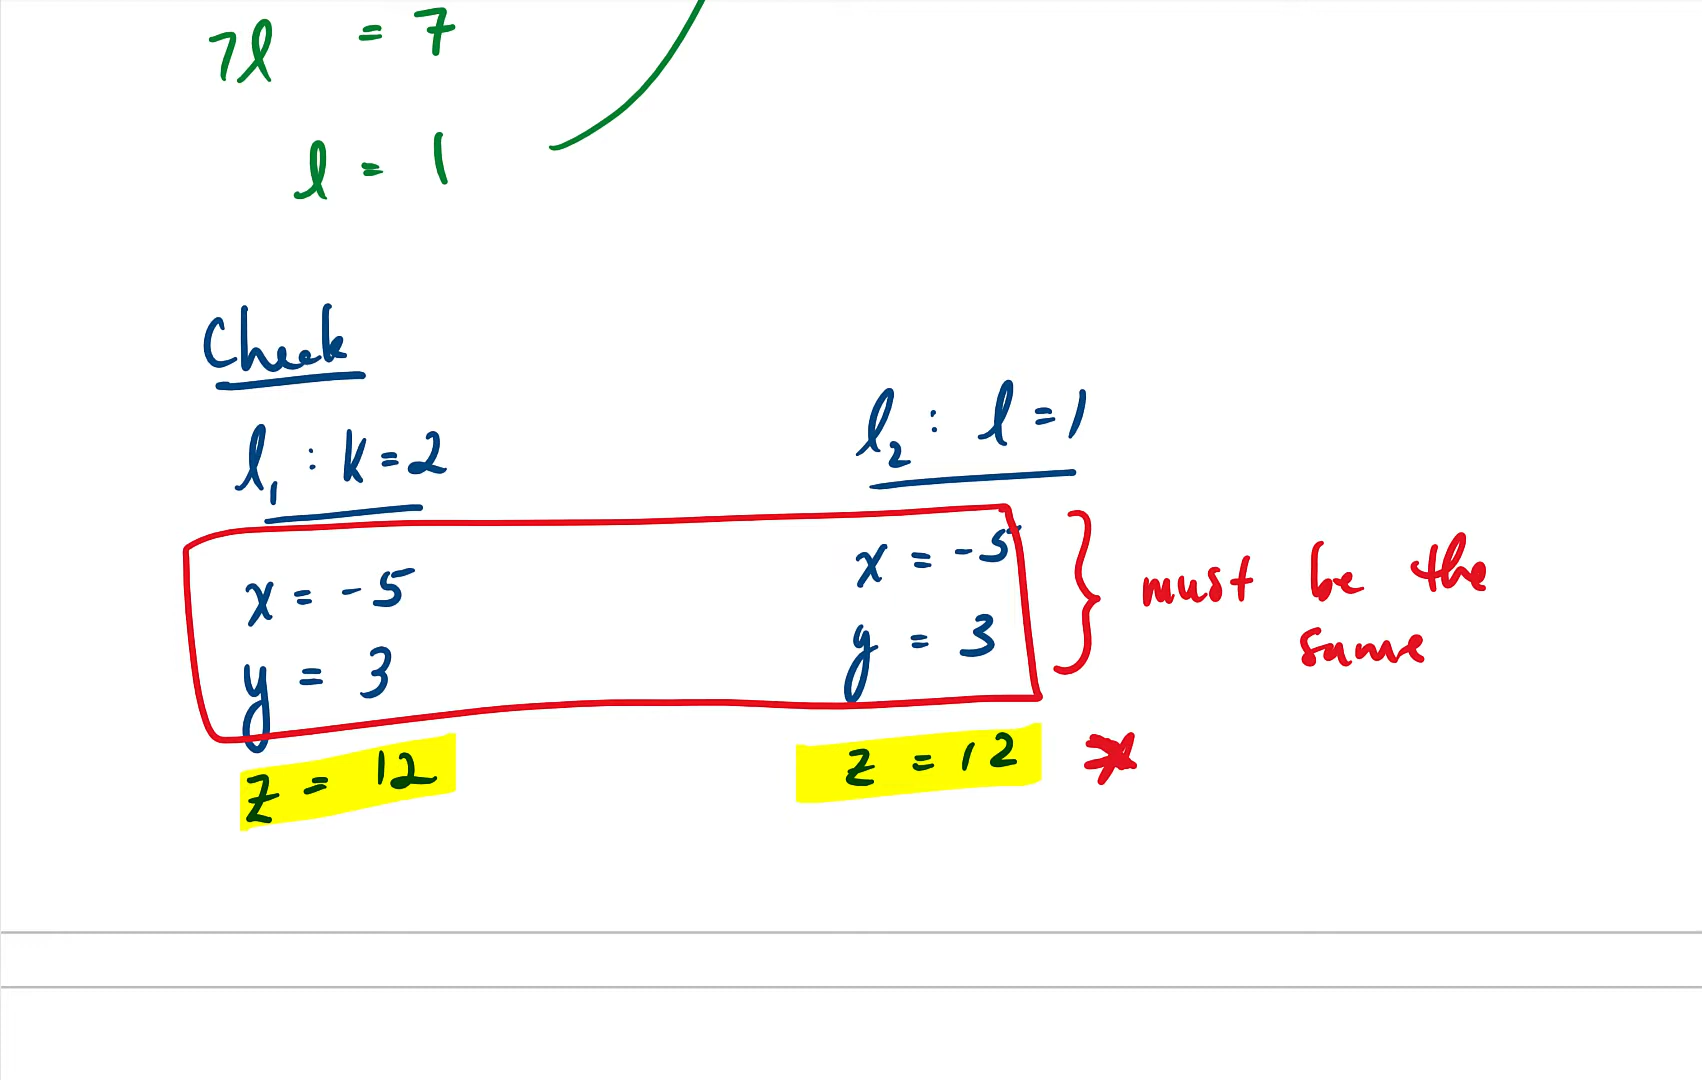 7l = 7
l = 1
Check
l₁ : k = 2
l₂ : l = 1
x = -5
x = -5
y = 3
y = 3
must be the
same
z = 12
z = 12 *